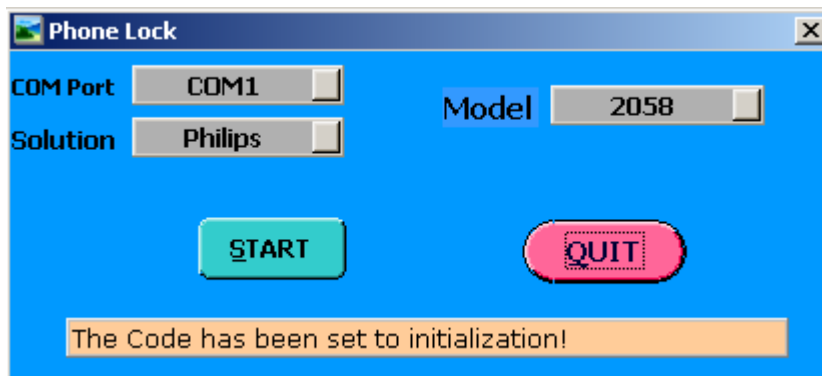 Phone Lock
COM Port COM1
Model 2058
Solution Philips
START
QUIT
The Code has been set to initialization!